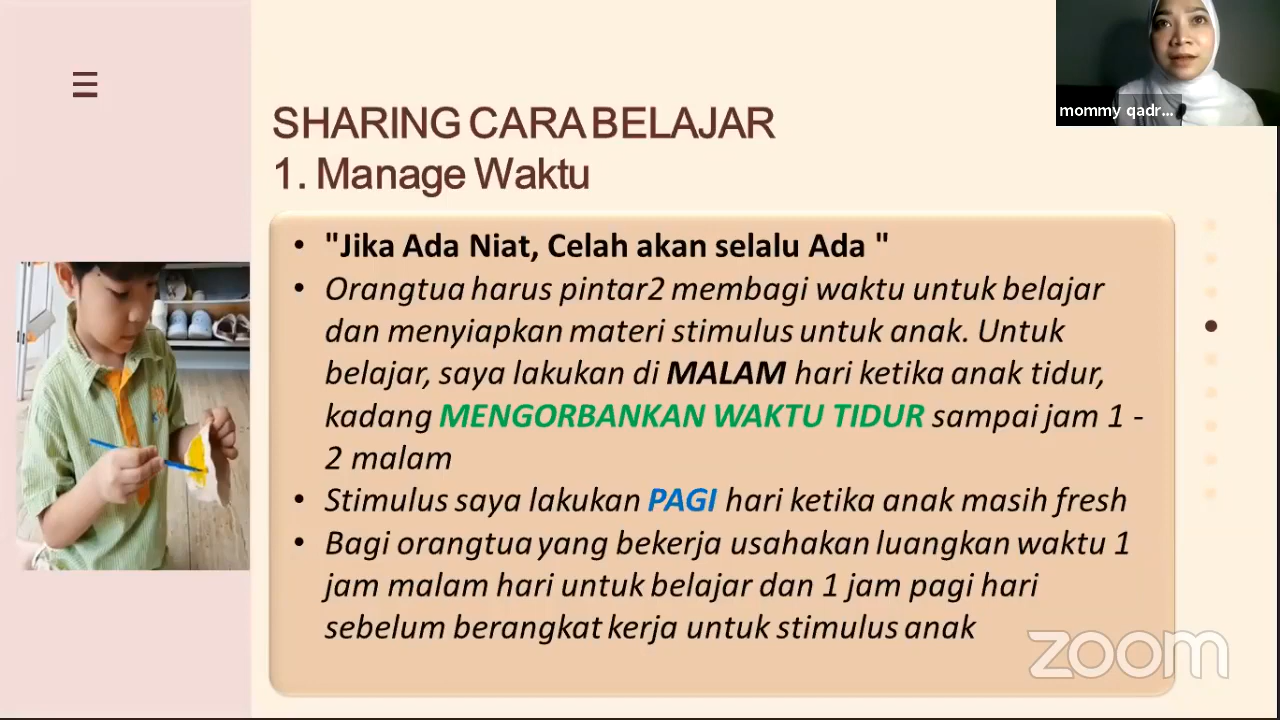 mommy qadr...
SHARING CARA BELAJAR
1. Manage Waktu
• "Jika Ada Niat, Celah akan selalu Ada "
• Orangtua harus pintar2 membagi waktu untuk belajar
dan menyiapkan materi stimulus untuk anak. Untuk
belajar, saya lakukan di MALAM hari ketika anak tidur,
kadang MENGORBANKAN WAKTU TIDUR sampai jam 1 -
2 malam
• Stimulus saya lakukan PAGI hari ketika anak masih fresh
• Bagi orangtua yang bekerja usahakan luangkan waktu 1
jam malam hari untuk belajar dan 1 jam pagi hari
sebelum berangkat kerja untuk stimulus anak
zoom